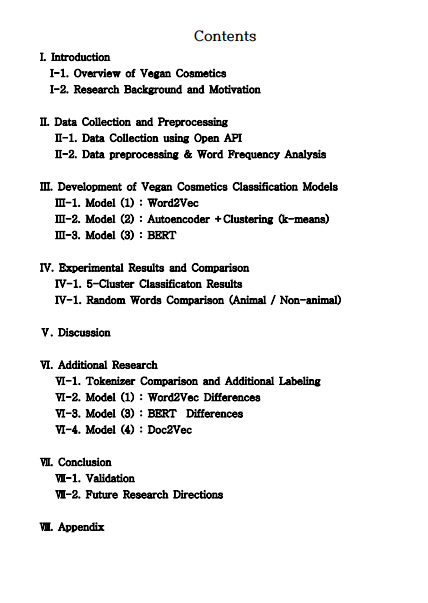 Contents
I. Introduction
I-1. Overview of Vegan Cosmetics
I-2. Research Background and Motivation
II. Data Collection and Preprocessing
II-1. Data Collection using Open API
II-2. Data preprocessing & Word Frequency Analysis
III. Development of Vegan Cosmetics Classification Models
III-1. Model (1) : Word2Vec
III-2. Model (2) : Autoencoder +Clustering (k-means)
III-3. Model (3) : BERT
IV. Experimental Results and Comparison
IV-1. 5-Cluster Classificaton Results
IV-1. Random Words Comparison (Animal / Non-animal)
V. Discussion
VI. Additional Research
VI-1. Tokenizer Comparison and Additional Labeling
VI-2. Model (1) : Word2Vec Differences
VI-3. Model (3) : BERT Differences
VI-4. Model (4) : Doc2Vec
VII. Conclusion
VII-1. Validation
VII-2. Future Research Directions
VIII. Appendix